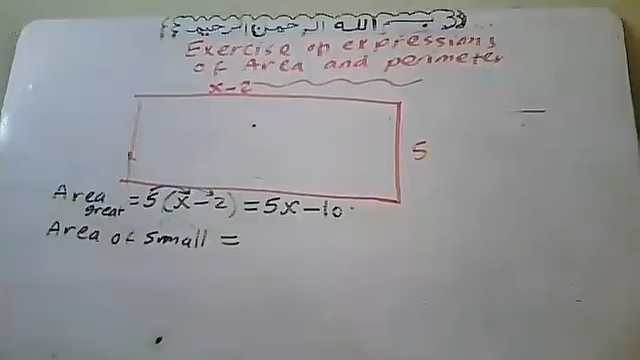 بسم الله الرحمن الرحيم
Exercise on expressions
of Area and perimeter
x-2
5
Area great = 5(x-2) = 5x-10
Area of small =